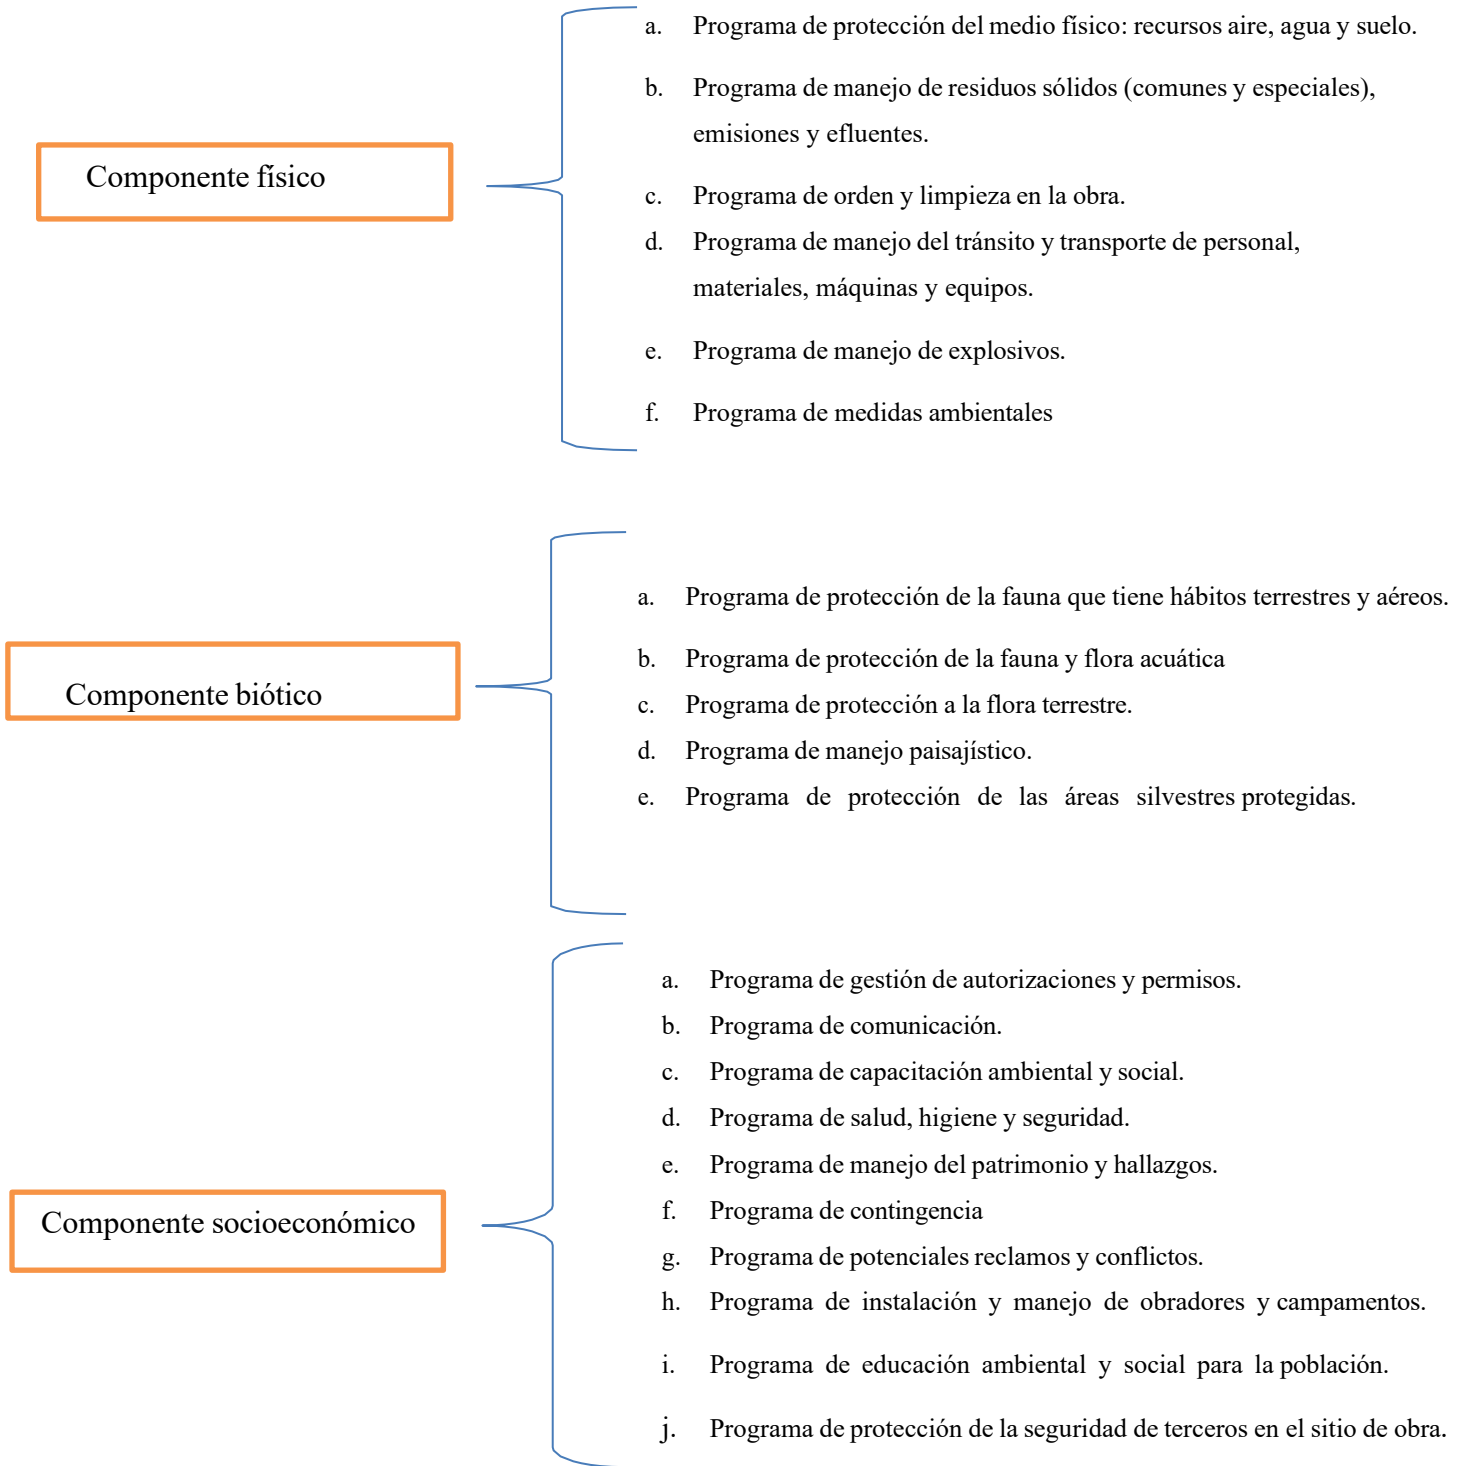 Componente físico
a. Programa de protección del medio físico: recursos aire, agua y suelo.
b. Programa de manejo de residuos sólidos (comunes y especiales),
emisiones y efluentes.
c. Programa de orden y limpieza en la obra.
d. Programa de manejo del tránsito y transporte de personal,
materiales, máquinas y equipos.
e. Programa de manejo de explosivos.
f. Programa de medidas ambientales
Componente biótico
a. Programa de protección de la fauna que tiene hábitos terrestres y aéreos.
b. Programa de protección de la fauna y flora acuática
c. Programa de protección a la flora terrestre.
d. Programa de manejo paisajístico.
e. Programa de protección de las áreas silvestres protegidas.
Componente socioeconómico
a. Programa de gestión de autorizaciones y permisos.
b. Programa de comunicación.
c. Programa de capacitación ambiental y social.
d. Programa de salud, higiene y seguridad.
e. Programa de manejo del patrimonio y hallazgos.
f. Programa de contingencia
g. Programa de potenciales reclamos y conflictos.
h. Programa de instalación y manejo de obradores y campamentos.
i. Programa de educación ambiental y social para la población.
j. Programa de protección de la seguridad de terceros en el sitio de obra.